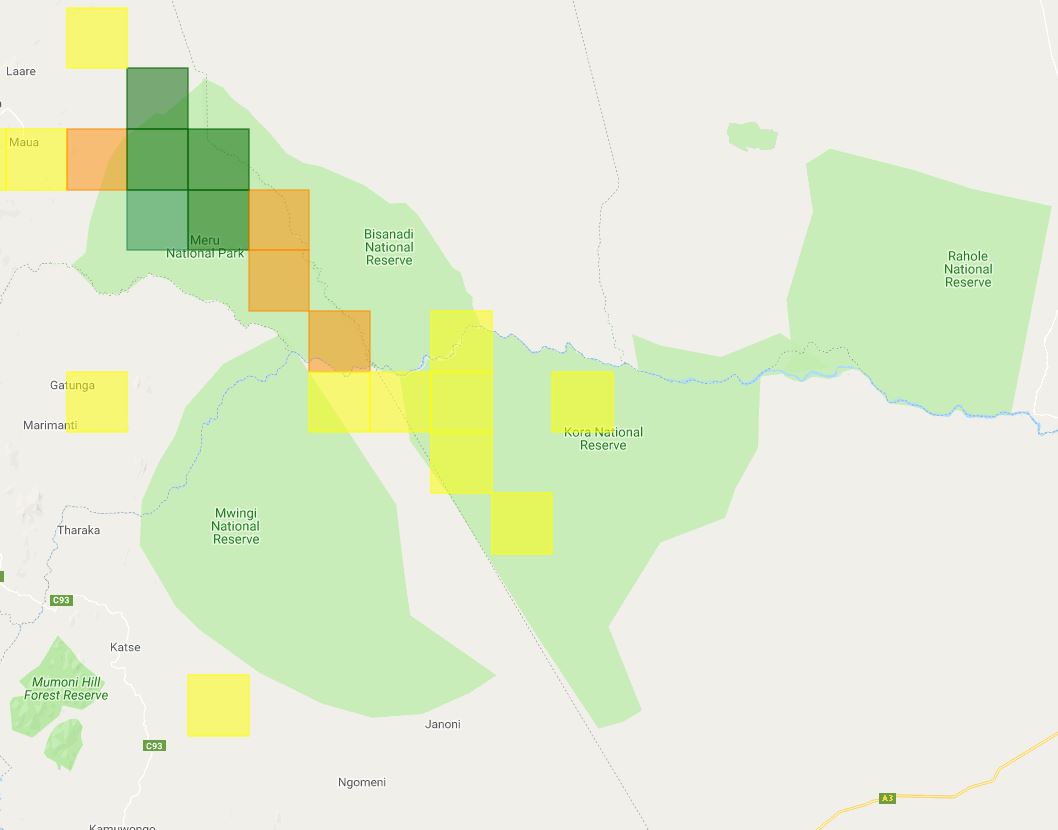 Laare
Maua
Meru
National Park
Bisanadi
National
Reserve
Rahole
National
Reserve
Gatunga
Marimanti
Kora National
Reserve
Mwingi
National
Reserve
Tharaka
C93
Katse
Mumoni Hill
Forest Reserve
Janoni
C93
Ngomeni
A3
Kamuwongo